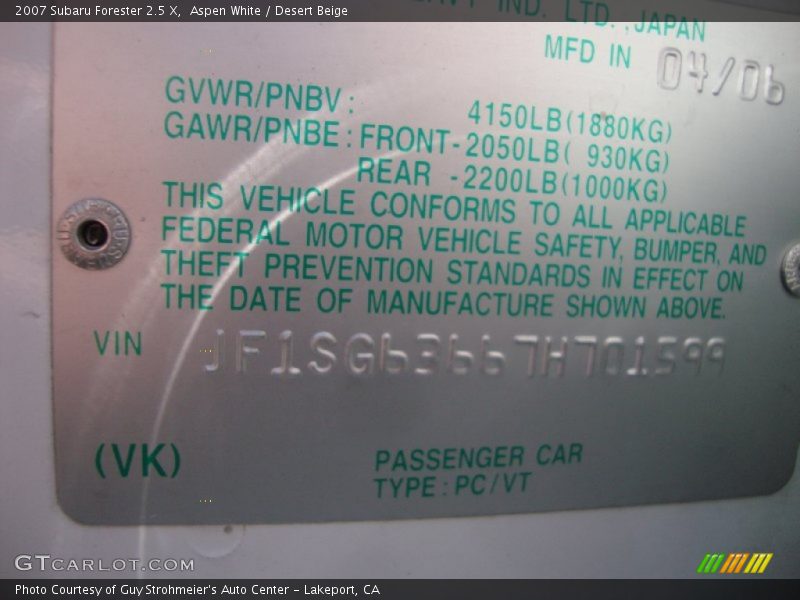 2007 Subaru Forester 2.5 X, Aspen White / Desert Beige
IND. LTD. ,JAPAN
MFD IN 04/06
GVWR/PNBV : 4150LB(1880KG)
GAWR/PNBE : FRONT-2050LB( 930KG)
REAR -2200LB(1000KG)
THIS VEHICLE CONFORMS TO ALL APPLICABLE
FEDERAL MOTOR VEHICLE SAFETY, BUMPER, AND
THEFT PREVENTION STANDARDS IN EFFECT ON
THE DATE OF MANUFACTURE SHOWN ABOVE.
VIN JF1SG63667H701599
(VK) PASSENGER CAR
TYPE : PC/VT
GTCARLOT.COM
Photo Courtesy of Guy Strohmeier's Auto Center - Lakeport, CA